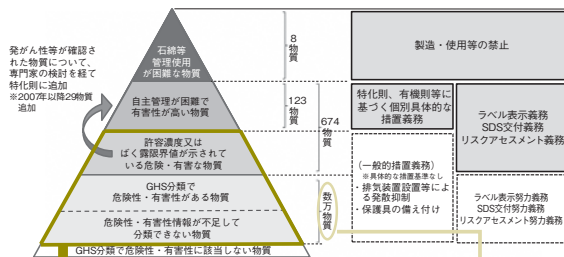 発がん性等が確認され
た物質について、
専門家の検討を経て
特化則に追加
※2007年以降29物質
追加
石綿等
管理使用
が困難な物質
自主管理が困難で
有害性が高い物質
許容濃度又は
ばく露限界値が示されて
いる危険・有害な物質
GHS分類で
危険性・有害性がある物質
危険性・有害性情報が不足して
分類できない物質
GHS分類で危険性・有害性に該当しない物質
8
物質
123
物質
674
物質
数万
物質
製造・使用等の禁止
特化則、有機則等に
基づく個別具体的な
措置義務
(一般的措置義務)
※具体的な措置基準なし
・排気装置設置等に
よる発散抑制
・保護具の備え付け
ラベル表示義務
SDS交付義務
リスクアセスメント義務
ラベル表示努力義務
SDS交付努力義務
リスクアセスメント努力義務